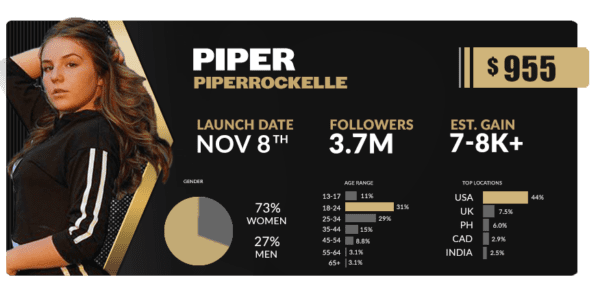 PIPER
PIPERROCKELLE
$ 955
LAUNCH DATE
NOV 8TH
FOLLOWERS
3.7M
EST. GAIN
7-8K+
GENDER
73%
WOMEN
27%
MEN
AGE RANGE
13-17 11%
18-24 31%
25-34 29%
35-44 15%
45-54 8.8%
55-64 3.1%
65+ 3.1%
TOP LOCATIONS
USA 44%
UK 7.5%
PH 6.0%
CAD 2.9%
INDIA 2.5%